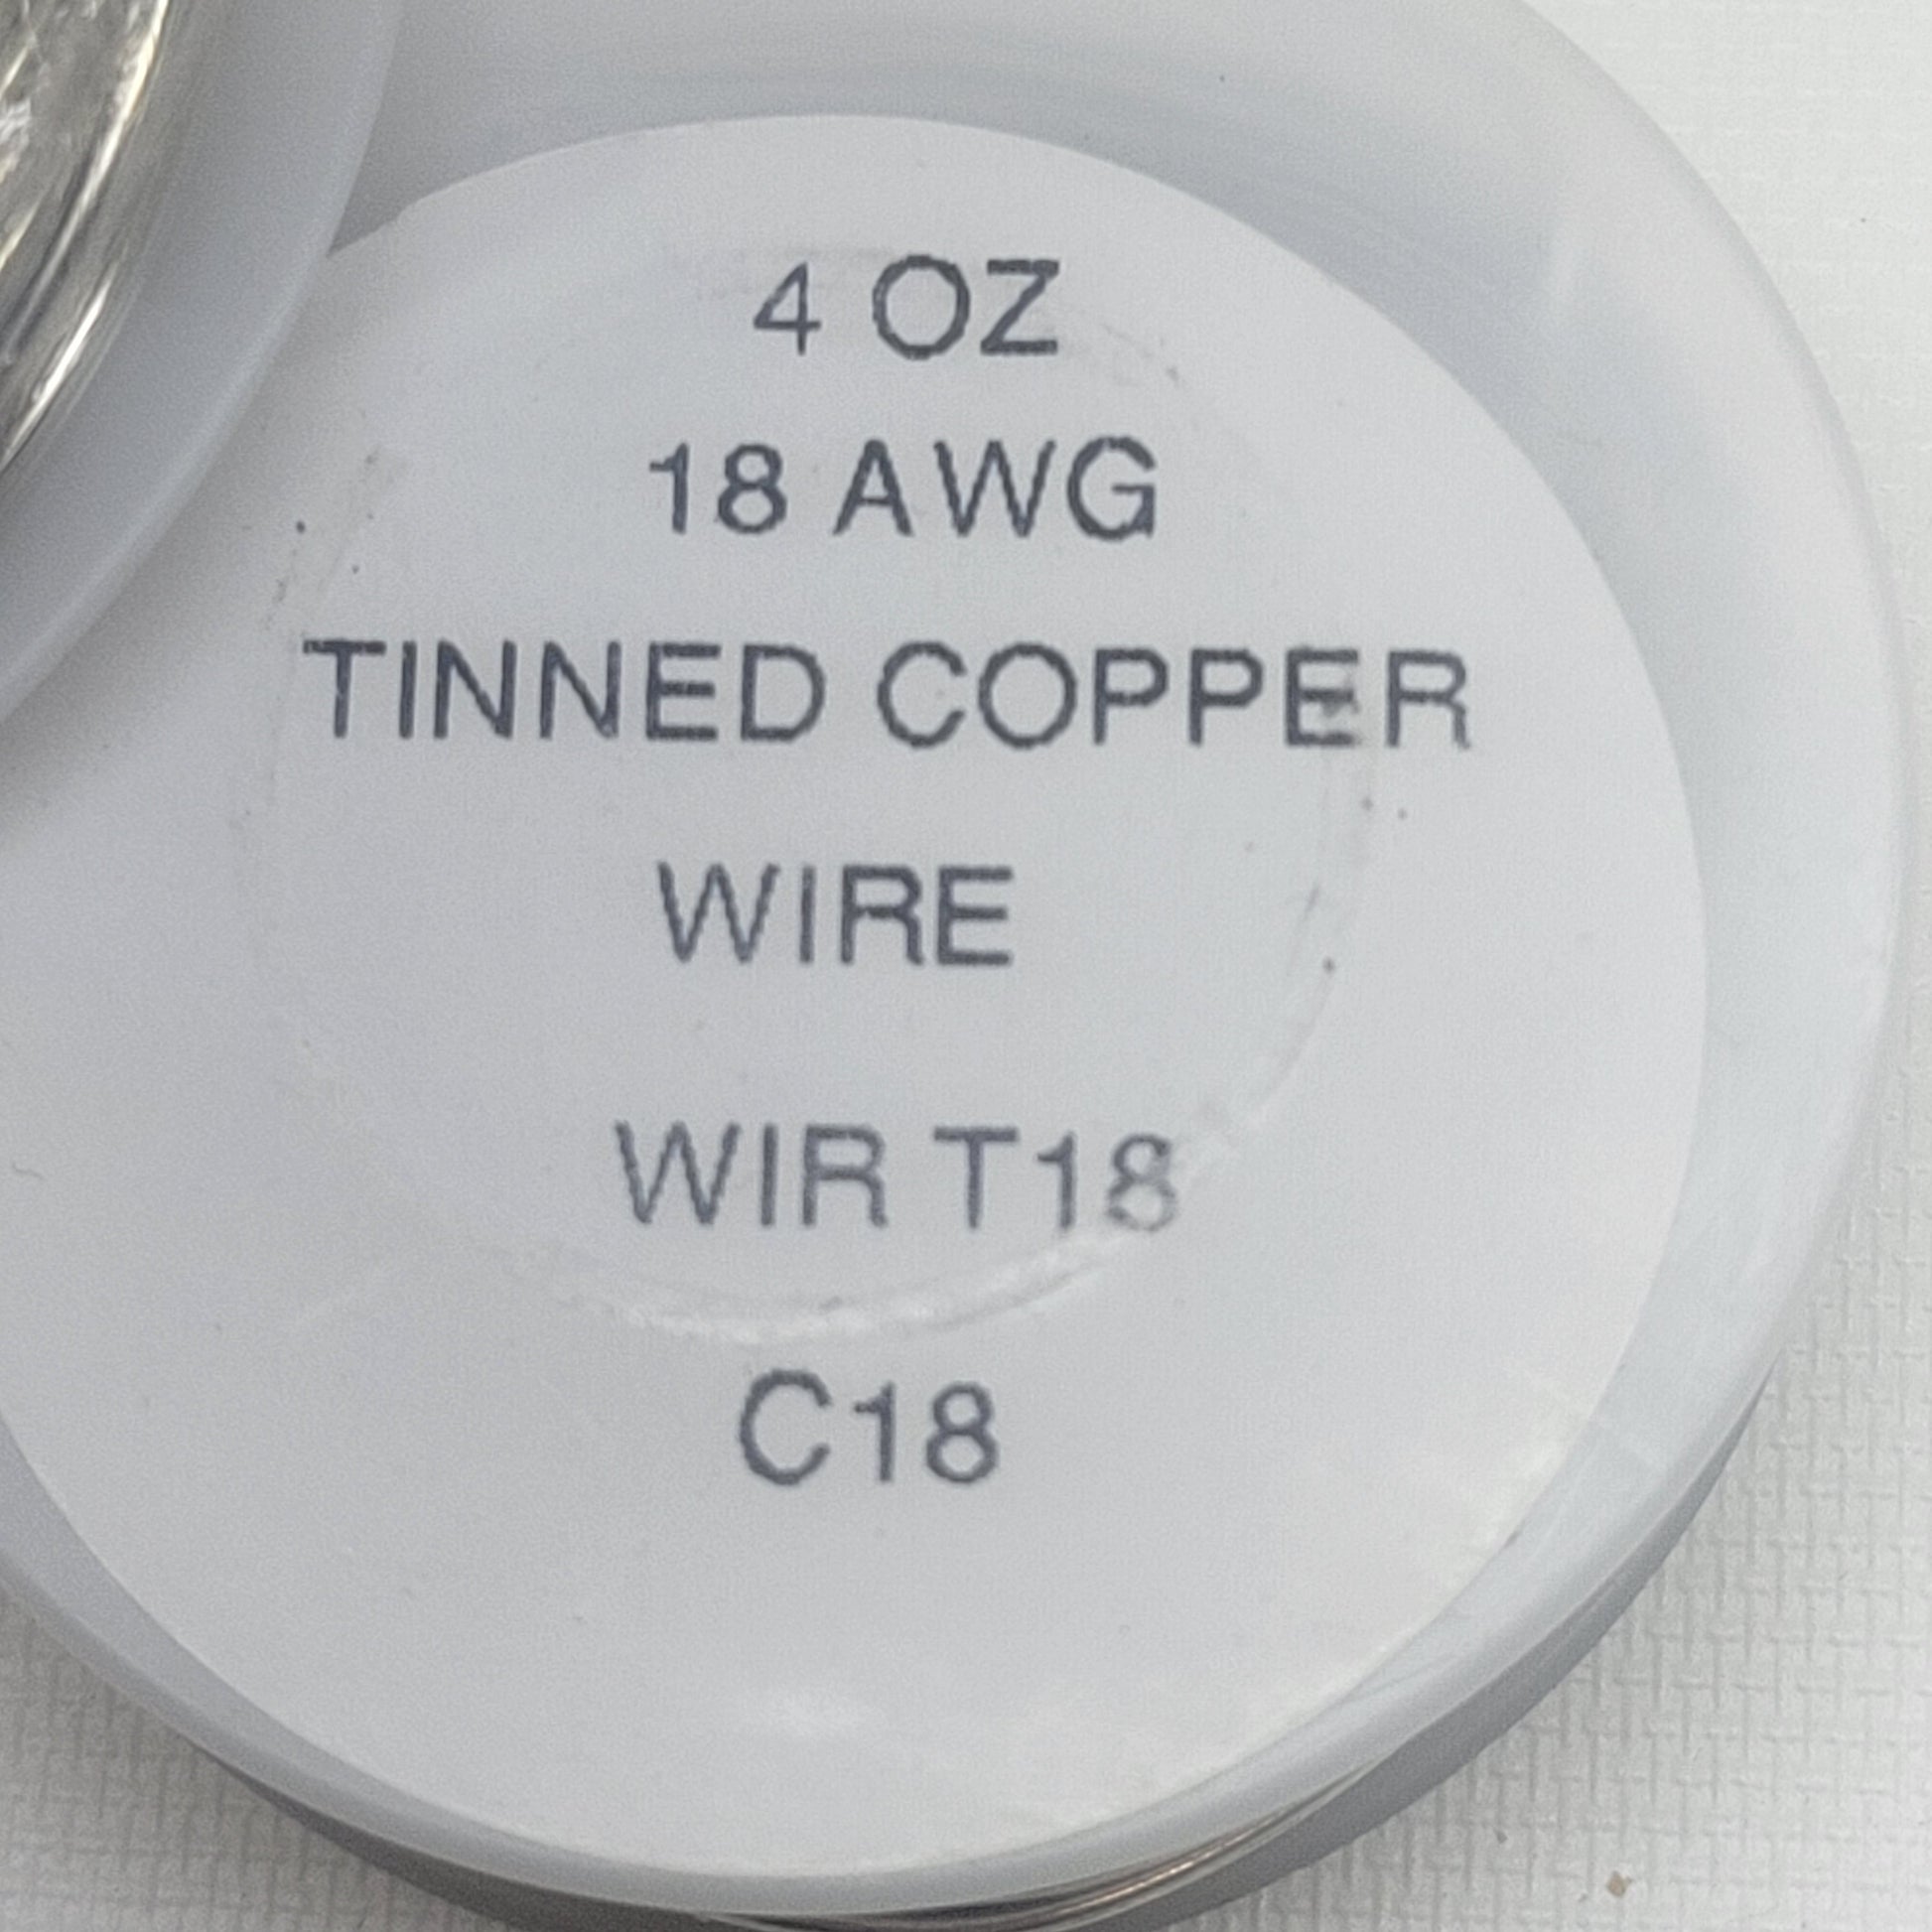 4 OZ
18 AWG
TINNED COPPER
WIRE
WIR T18
C18